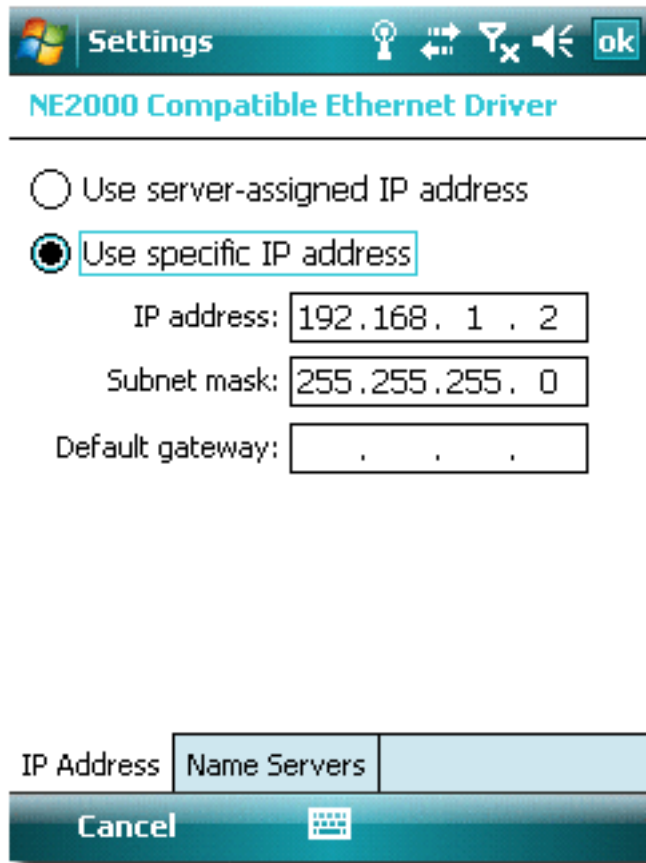 Settings ok
NE2000 Compatible Ethernet Driver
Use server-assigned IP address
Use specific IP address
IP address: 192.168. 1 . 2
Subnet mask: 255.255.255. 0
Default gateway: . . .
IP Address Name Servers
Cancel